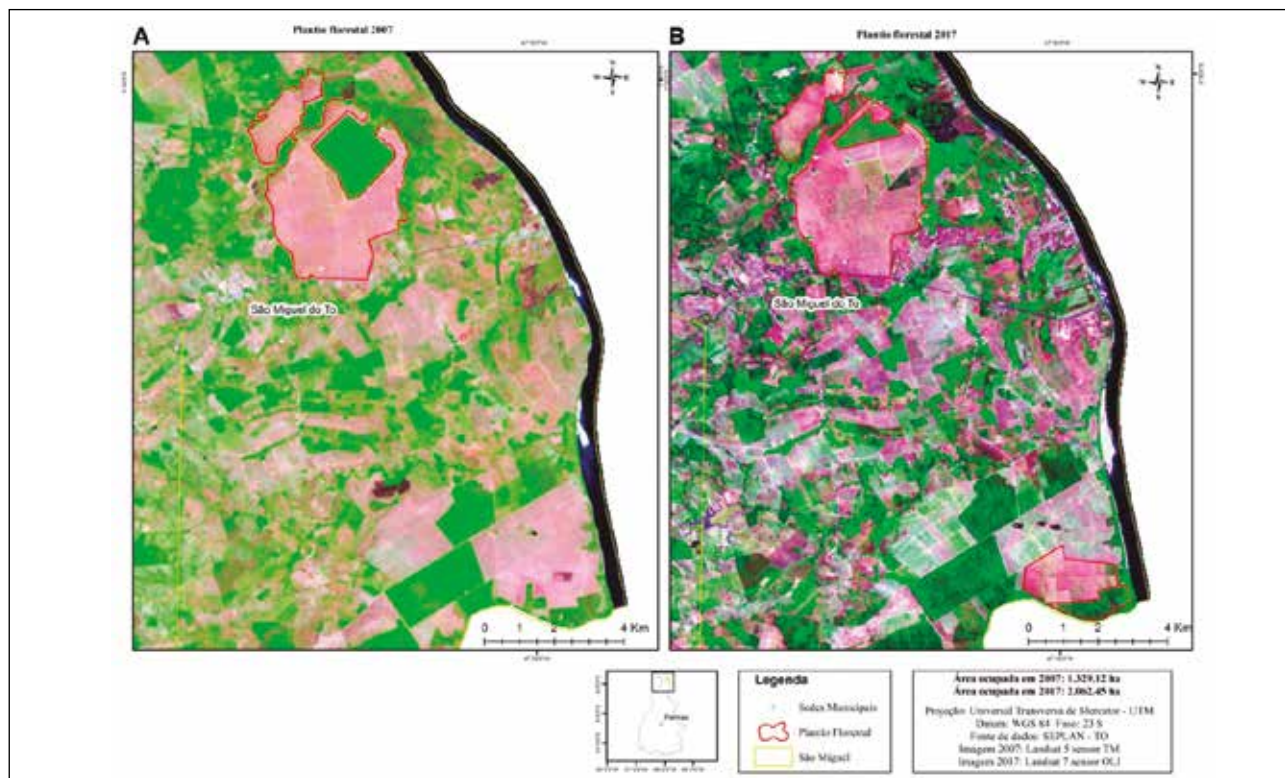 A
Plantio florestal 2007
B
Plantio florestal 2017
N
W
E
S
N
W
E
S
São Miguel do To
São Miguel do To
0 1 2 4 Km
0 1 2 4 Km
Palmas
Legenda
Sedes Municipais
Plantio Florestal
São Miguel
Área ocupada em 2007: 1.329,12 ha
Área ocupada em 2017: 2.062,45 ha
Projeção: Universal Transversa de Mercator - UTM
Datum: WGS 84 Fuso: 23 S
Fonte de dados: SEPLAN - TO
Imagem 2007: Landsat 5 sensor TM
Imagem 2017: Landsat 7 sensor OLI